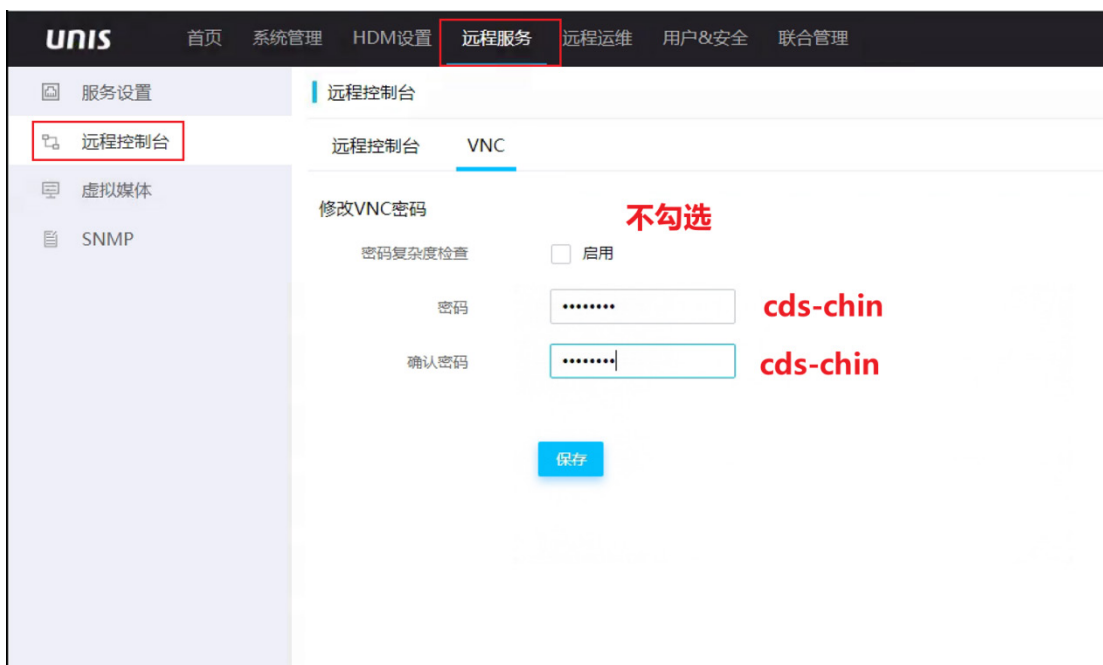 UNIS 首页 系统管理 HDM设置 远程服务 远程运维 用户&安全 联合管理
服务设置
远程控制台
虚拟媒体
SNMP
远程控制台
远程控制台 VNC
修改VNC密码
不勾选
密码复杂度检查 启用
密码 •••••••• cds-chin
确认密码 •••••••• cds-chin
保存